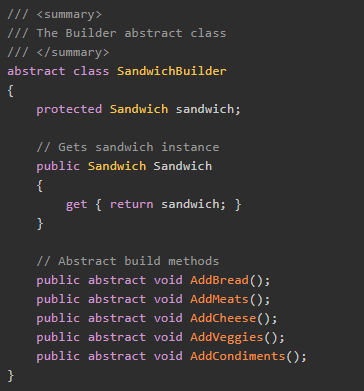 /// <summary>
/// The Builder abstract class
/// </summary>
abstract class SandwichBuilder
{
    protected Sandwich sandwich;

    // Gets sandwich instance
    public Sandwich Sandwich
    {
        get { return sandwich; }
    }

    // Abstract build methods
    public abstract void AddBread();
    public abstract void AddMeats();
    public abstract void AddCheese();
    public abstract void AddVeggies();
    public abstract void AddCondiments();
}